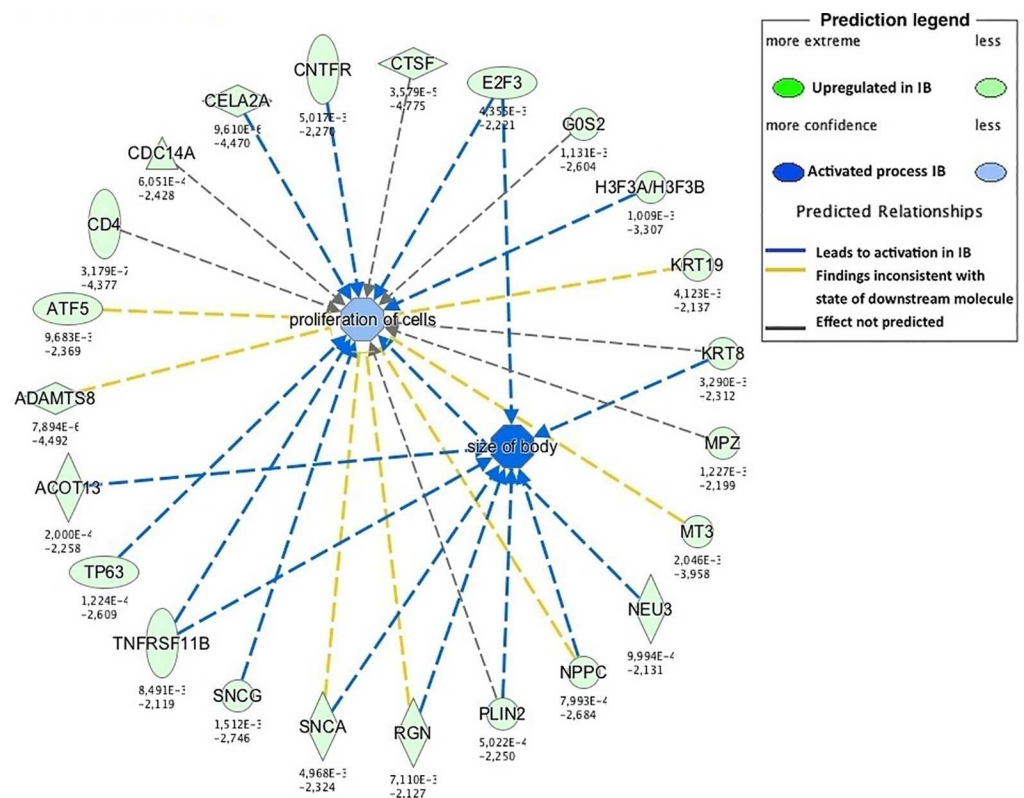 Prediction legend
more extreme less
Upregulated in IB
more confidence less
Activated process IB
Predicted Relationships
Leads to activation in IB
Findings inconsistent with
state of downstream molecule
Effect not predicted
CNTFR
5,017E-3
-2,270
CTSF
3,579E-5
-4,775
E2F3
4,355E-3
-2,221
G0S2
1,131E-3
-2,604
H3F3A/H3F3B
1,009E-3
-3,307
KRT19
4,123E-3
-2,137
KRT8
3,290E-3
-2,312
MPZ
1,227E-3
-2,199
MT3
2,046E-3
-3,958
NEU3
9,994E-4
-2,131
NPPC
7,993E-4
-2,684
PLIN2
5,022E-4
-2,250
RGN
7,110E-3
-2,127
SNCA
4,968E-3
-2,324
SNCG
1,512E-3
-2,746
TNFRSF11B
8,491E-3
-2,119
TP63
1,224E-4
-2,609
ACOT13
2,000E-4
-2,258
ADAMTS8
7,894E-6
-4,492
ATF5
9,683E-3
-2,369
CD4
3,179E-7
-4,377
CDC14A
6,051E-4
-2,428
CELA2A
9,610E-6
-4,470
proliferation of cells
size of body